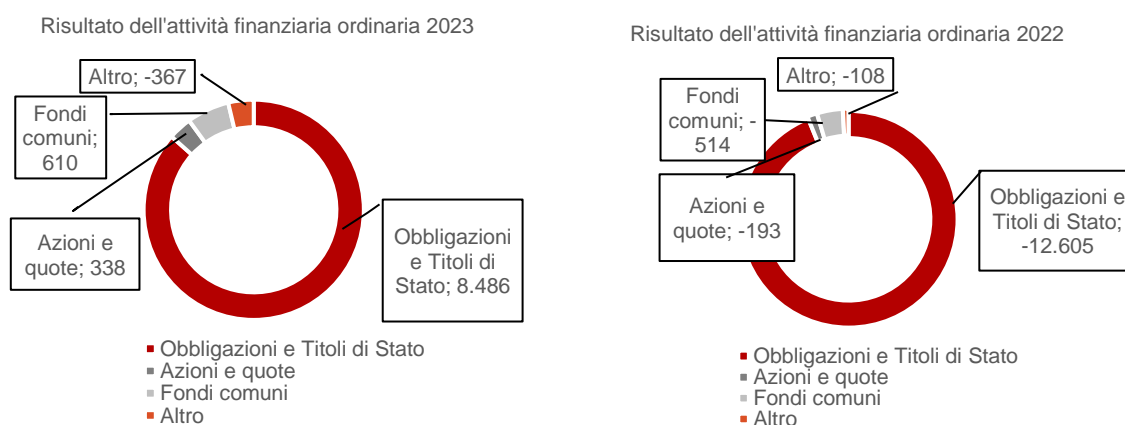 Risultato dell'attività finanziaria ordinaria 2023
Altro; -367
Fondi
comuni;
610
Azioni e
quote; 338
Obbligazioni
e Titoli di
Stato; 8.486
Obbligazioni e Titoli di Stato
Azioni e quote
Fondi comuni
Altro
Risultato dell'attività finanziaria ordinaria 2022
Altro; -108
Fondi
comuni; -
514
Azioni e
quote; -193
Obbligazioni e
Titoli di Stato;
-12.605
Obbligazioni e Titoli di Stato
Azioni e quote
Fondi comuni
Altro